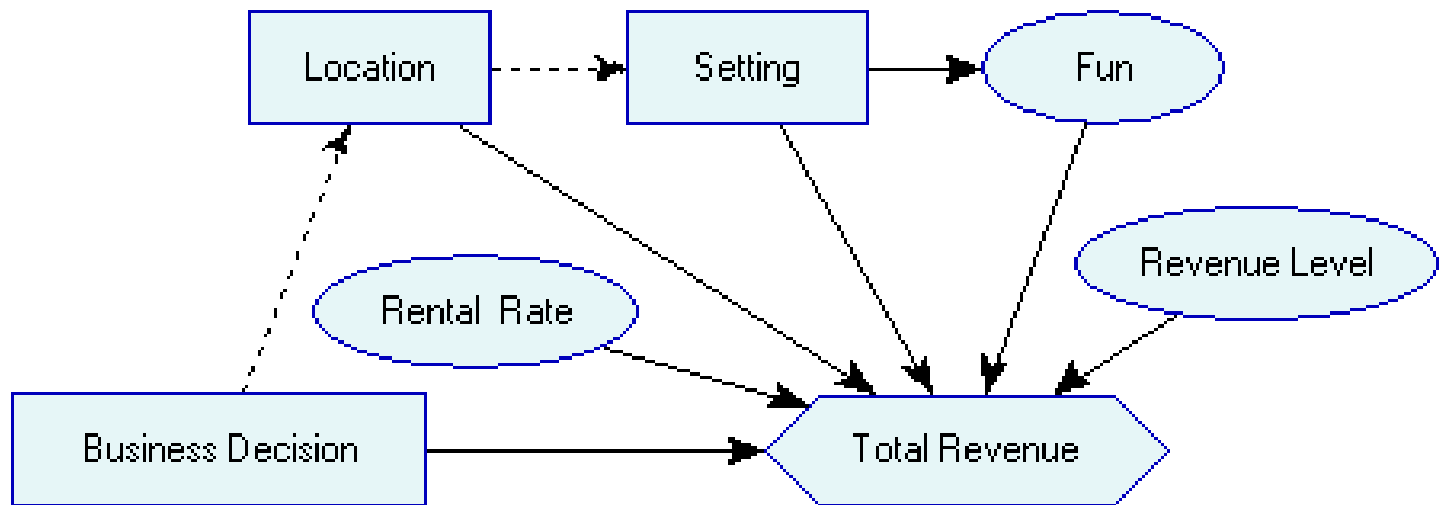 Location
Setting
Fun
Revenue Level
Rental Rate
Business Decision
Total Revenue